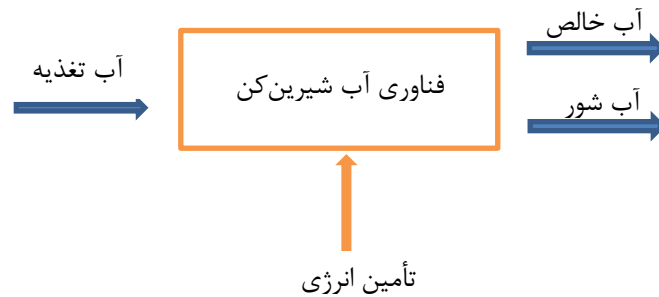 آب خالص
آب تغذیه
فناوری آب شیرین‌کن
آب شور
تأمین انرژی